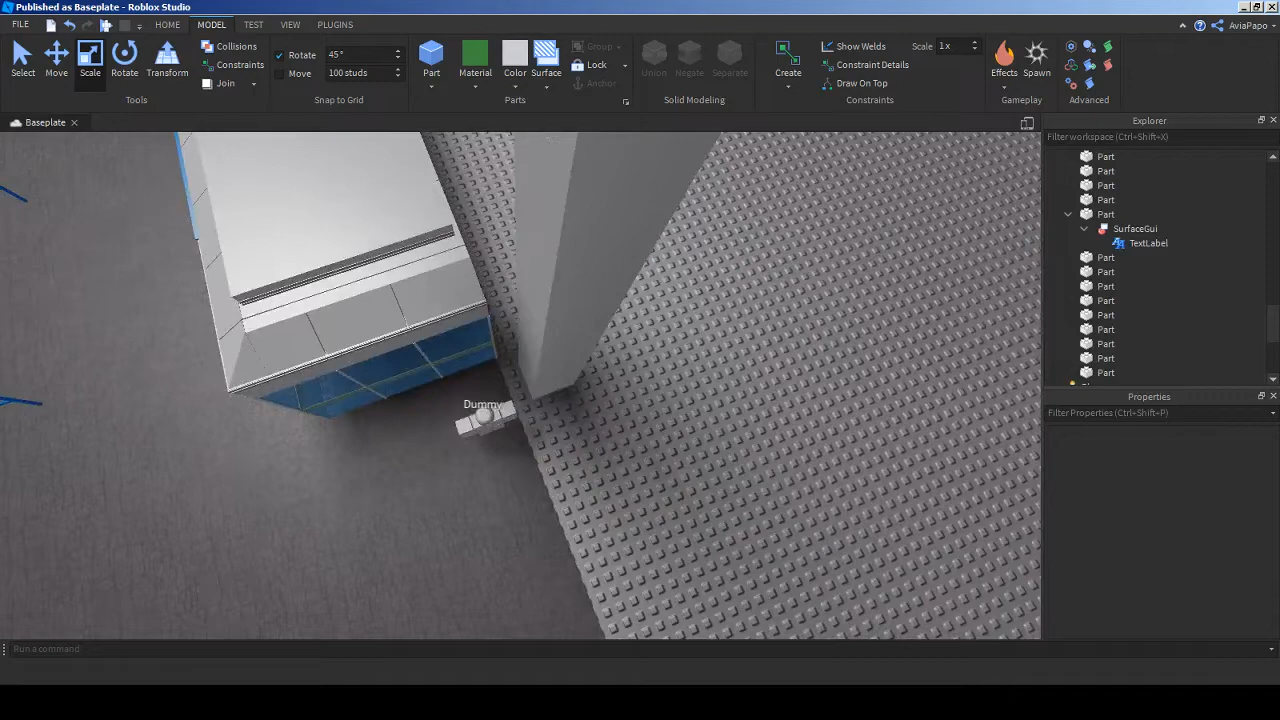 Published as Baseplate - Roblox Studio
FILE HOME MODEL TEST VIEW PLUGINS AviaPapo
Select Move Scale Rotate Transform Collisions Constraints Join Rotate 45° Move 100 studs Part Material Color Surface Group Lock Anchor Union Negate Separate Create Show Welds Scale 1x Constraint Details Draw On Top Effects Spawn
Tools Snap to Grid Parts Solid Modeling Constraints Gameplay Advanced
Baseplate
Explorer
Filter workspace (Ctrl+Shift+X)
Part
Part
Part
Part
Part
SurfaceGui
TextLabel
Part
Part
Part
Part
Part
Part
Part
Part
Part
Properties
Filter Properties (Ctrl+Shift+P)
Dummy
Run a command